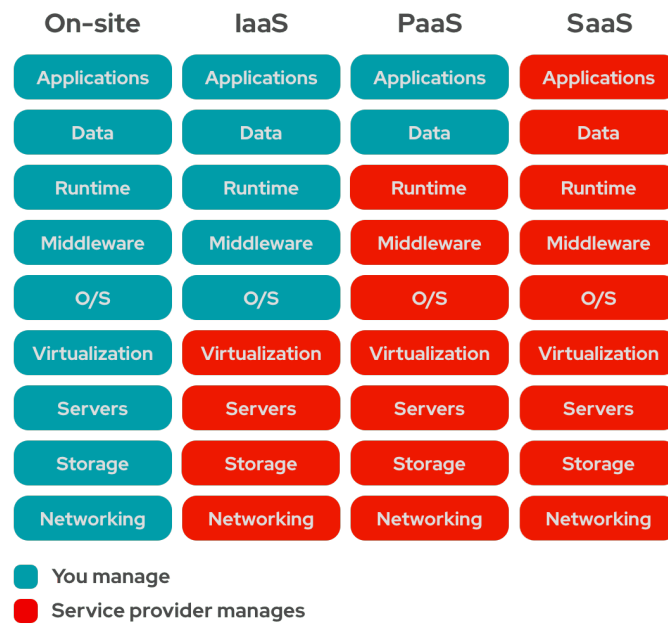 On-site IaaS PaaS SaaS
Applications Applications Applications Applications
Data Data Data Data
Runtime Runtime Runtime Runtime
Middleware Middleware Middleware Middleware
O/S O/S O/S O/S
Virtualization Virtualization Virtualization Virtualization
Servers Servers Servers Servers
Storage Storage Storage Storage
Networking Networking Networking Networking
You manage
Service provider manages